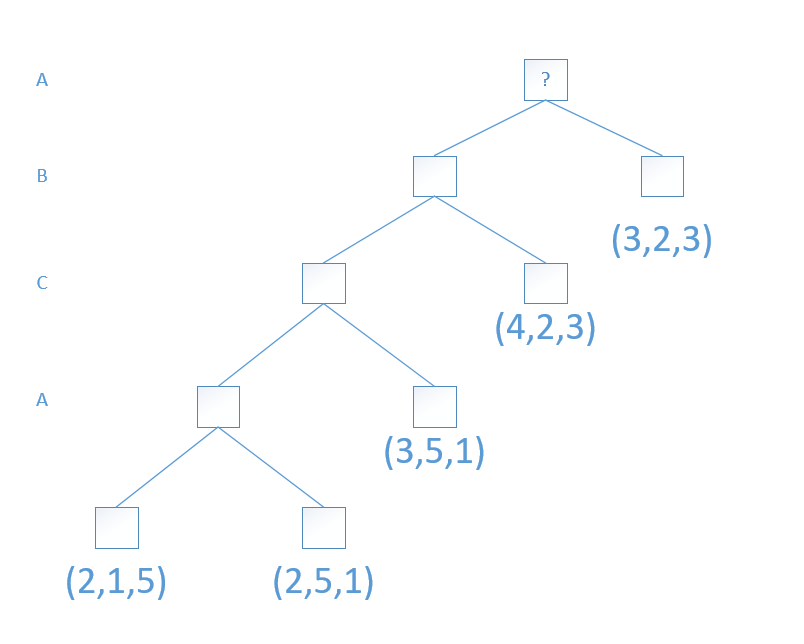 A
?
B
(3,2,3)
C
(4,2,3)
A
(3,5,1)
(2,1,5) (2,5,1)